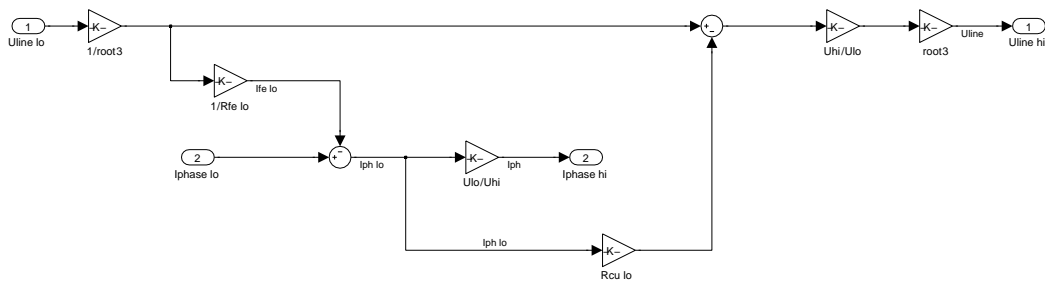 1
Uline lo
-K-
1/root3
+
-
-K-
Uhi/Ulo
-K-
root3
Uline
1
Uline hi
-K-
Ife lo
1/Rfe lo
2
Iphase lo
-
+
Iph lo
-K-
Ulo/Uhi
Iph
2
Iphase hi
Iph lo
-K-
Rcu lo